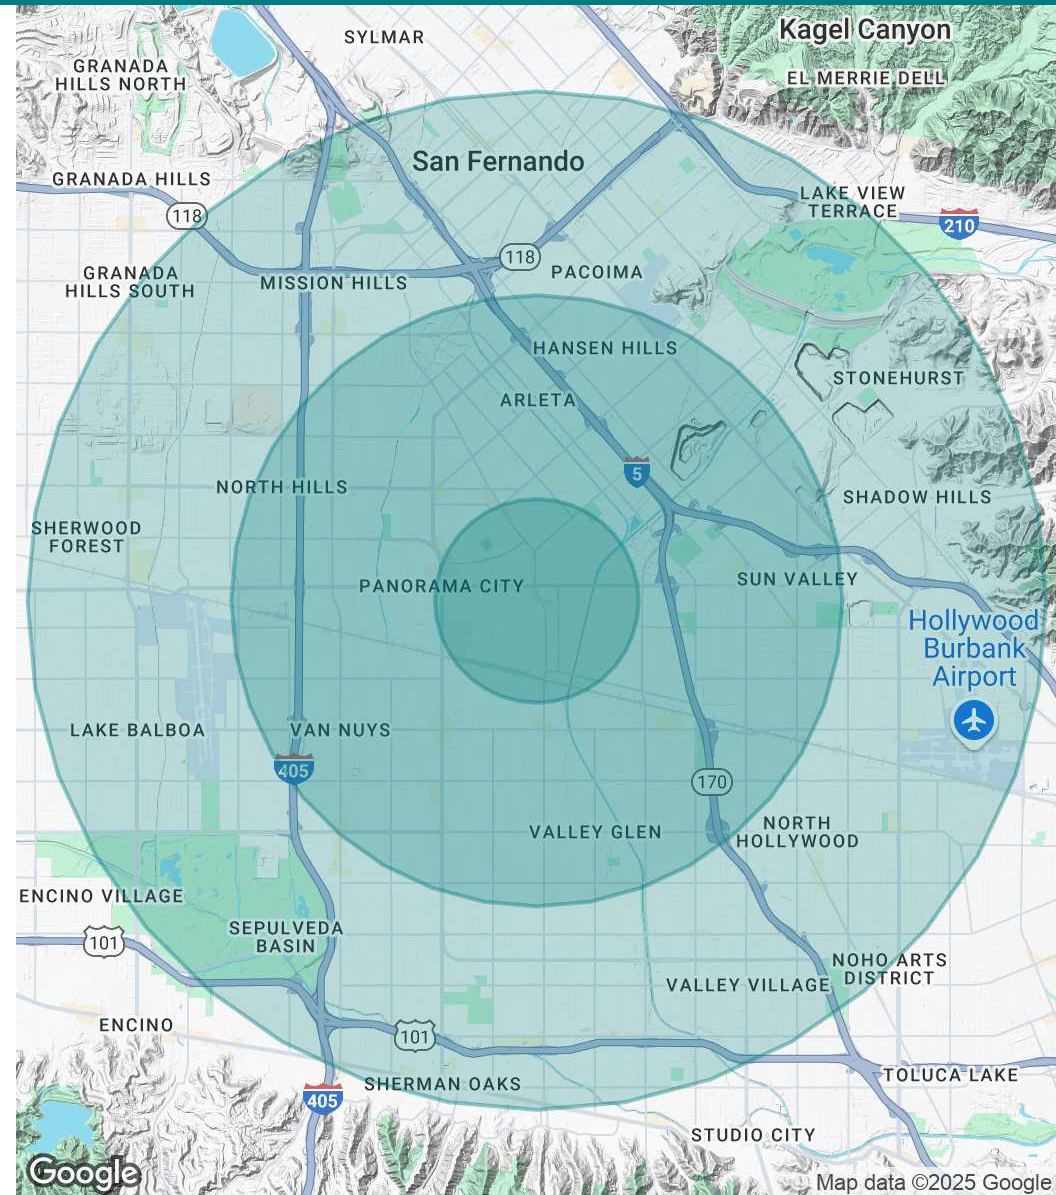 SYLMAR
Kagel Canyon
GRANADA
HILLS NORTH
EL MERRIE DELL
San Fernando
GRANADA HILLS
LAKE VIEW
TERRACE
118
210
118
GRANADA
HILLS SOUTH
MISSION HILLS
PACOIMA
HANSEN HILLS
STONEHURST
ARLETA
5
NORTH HILLS
SHADOW HILLS
SHERWOOD
FOREST
PANORAMA CITY
SUN VALLEY
Hollywood
Burbank
Airport
LAKE BALBOA
VAN NUYS
405
170
VALLEY GLEN
NORTH
HOLLYWOOD
ENCINO VILLAGE
SEPULVEDA
BASIN
101
NOHO ARTS
DISTRICT
VALLEY VILLAGE
ENCINO
101
TOLUCA LAKE
SHERMAN OAKS
405
STUDIO CITY
Google
Map data ©2025 Google